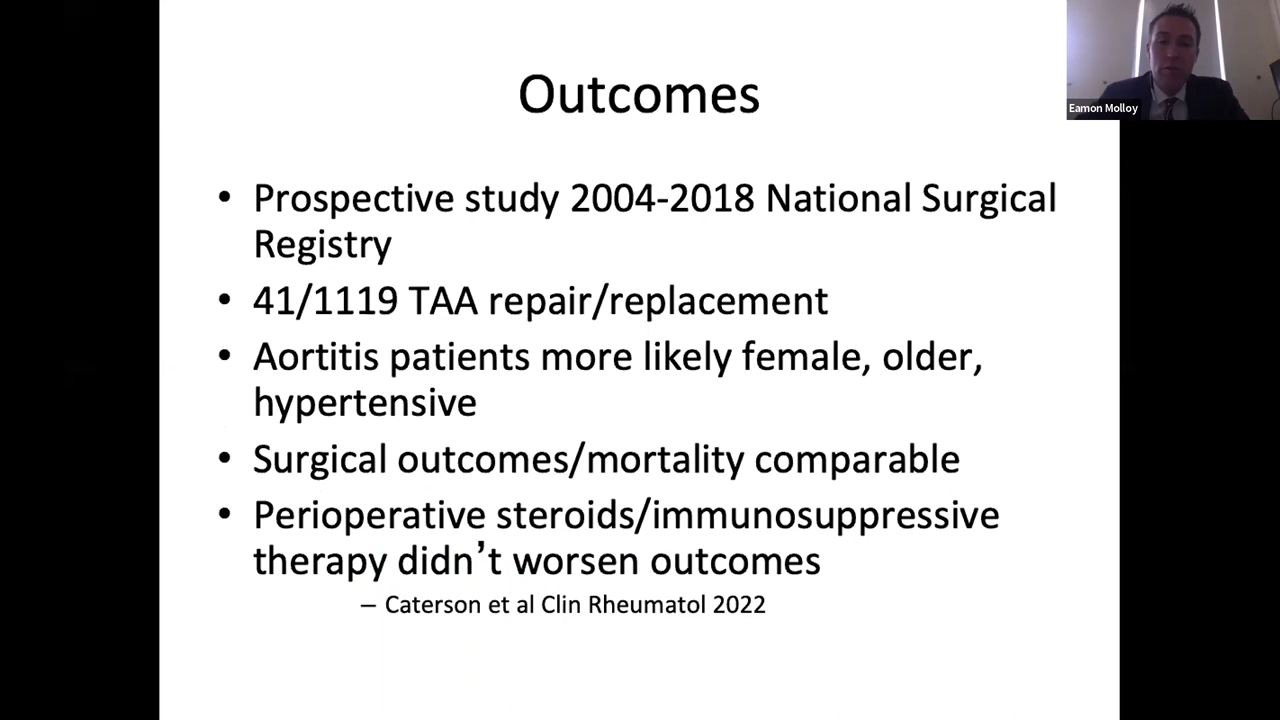 Outcomes
Eamon Molloy
• Prospective study 2004-2018 National Surgical
Registry
• 41/1119 TAA repair/replacement
• Aortitis patients more likely female, older,
hypertensive
• Surgical outcomes/mortality comparable
• Perioperative steroids/immunosuppressive
therapy didn’t worsen outcomes
– Caterson et al Clin Rheumatol 2022